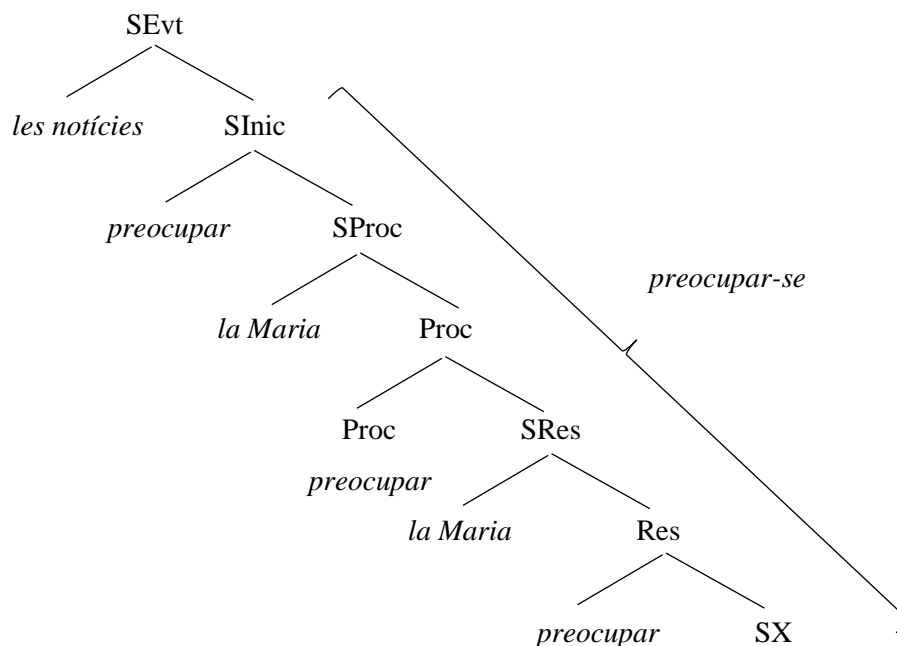 SEvt
les notícies SInic
preocupar SProc
preocupar-se
la Maria Proc
Proc SRes
preocupar
la Maria Res
preocupar SX